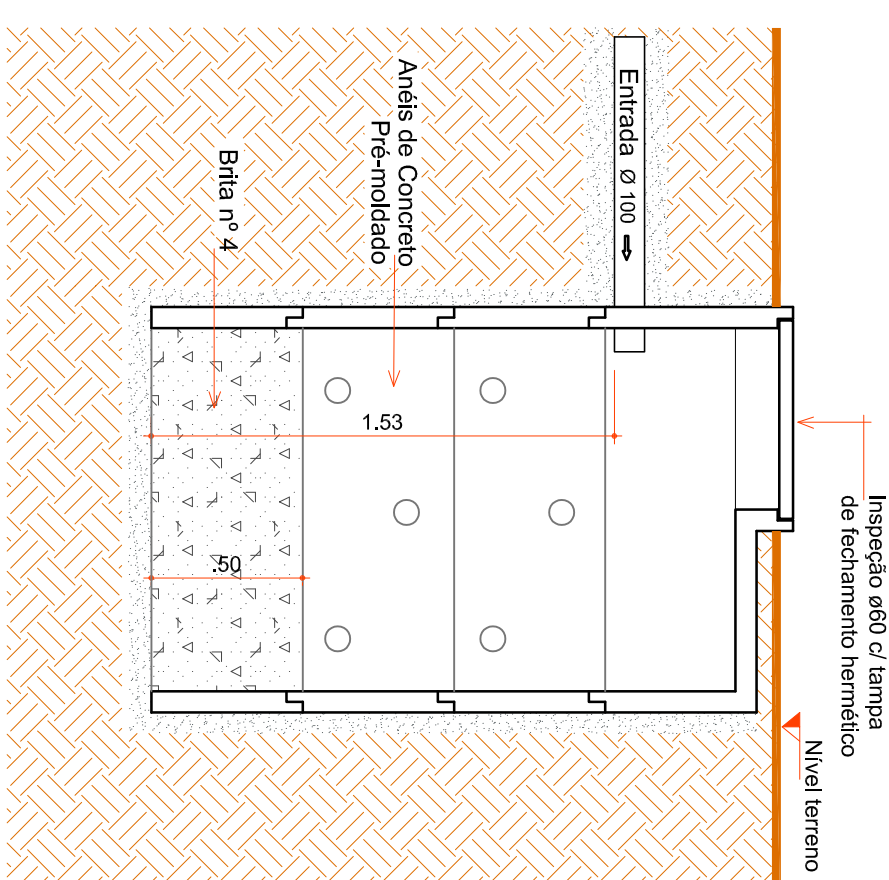 Inspeção ø60 c/ tampa
de fechamento hermético
Nível terreno
Entrada Ø 100
Anéis de Concreto
Pré-moldado
Brita nº 4
1.53
.50